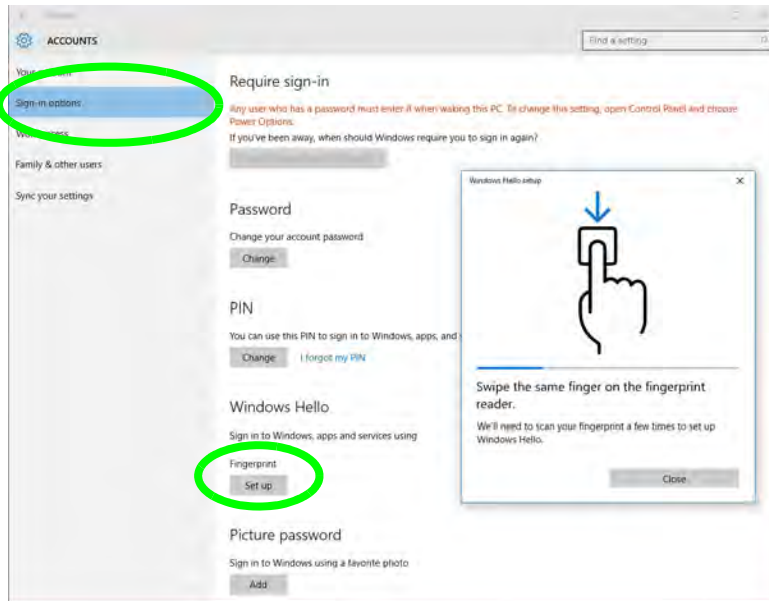 ACCOUNTS
Find a setting
Sign-in options
Family & other users
Sync your settings
Require sign-in
Any user who has a password must enter it when waking this PC. To change this setting, open Control Panel and choose
Power Options.
If you've been away, when should Windows require you to sign in again?
Password
Change your account password
Change
PIN
You can use this PIN to sign in to Windows, apps, and
Change I forgot my PIN
Windows Hello
Sign in to Windows, apps and services using
Fingerprint
Set up
Picture password
Sign in to Windows using a favorite photo
Add
Windows Hello setup
Swipe the same finger on the fingerprint
reader.
We'll need to scan your fingerprint a few times to set up
Windows Hello.
Close